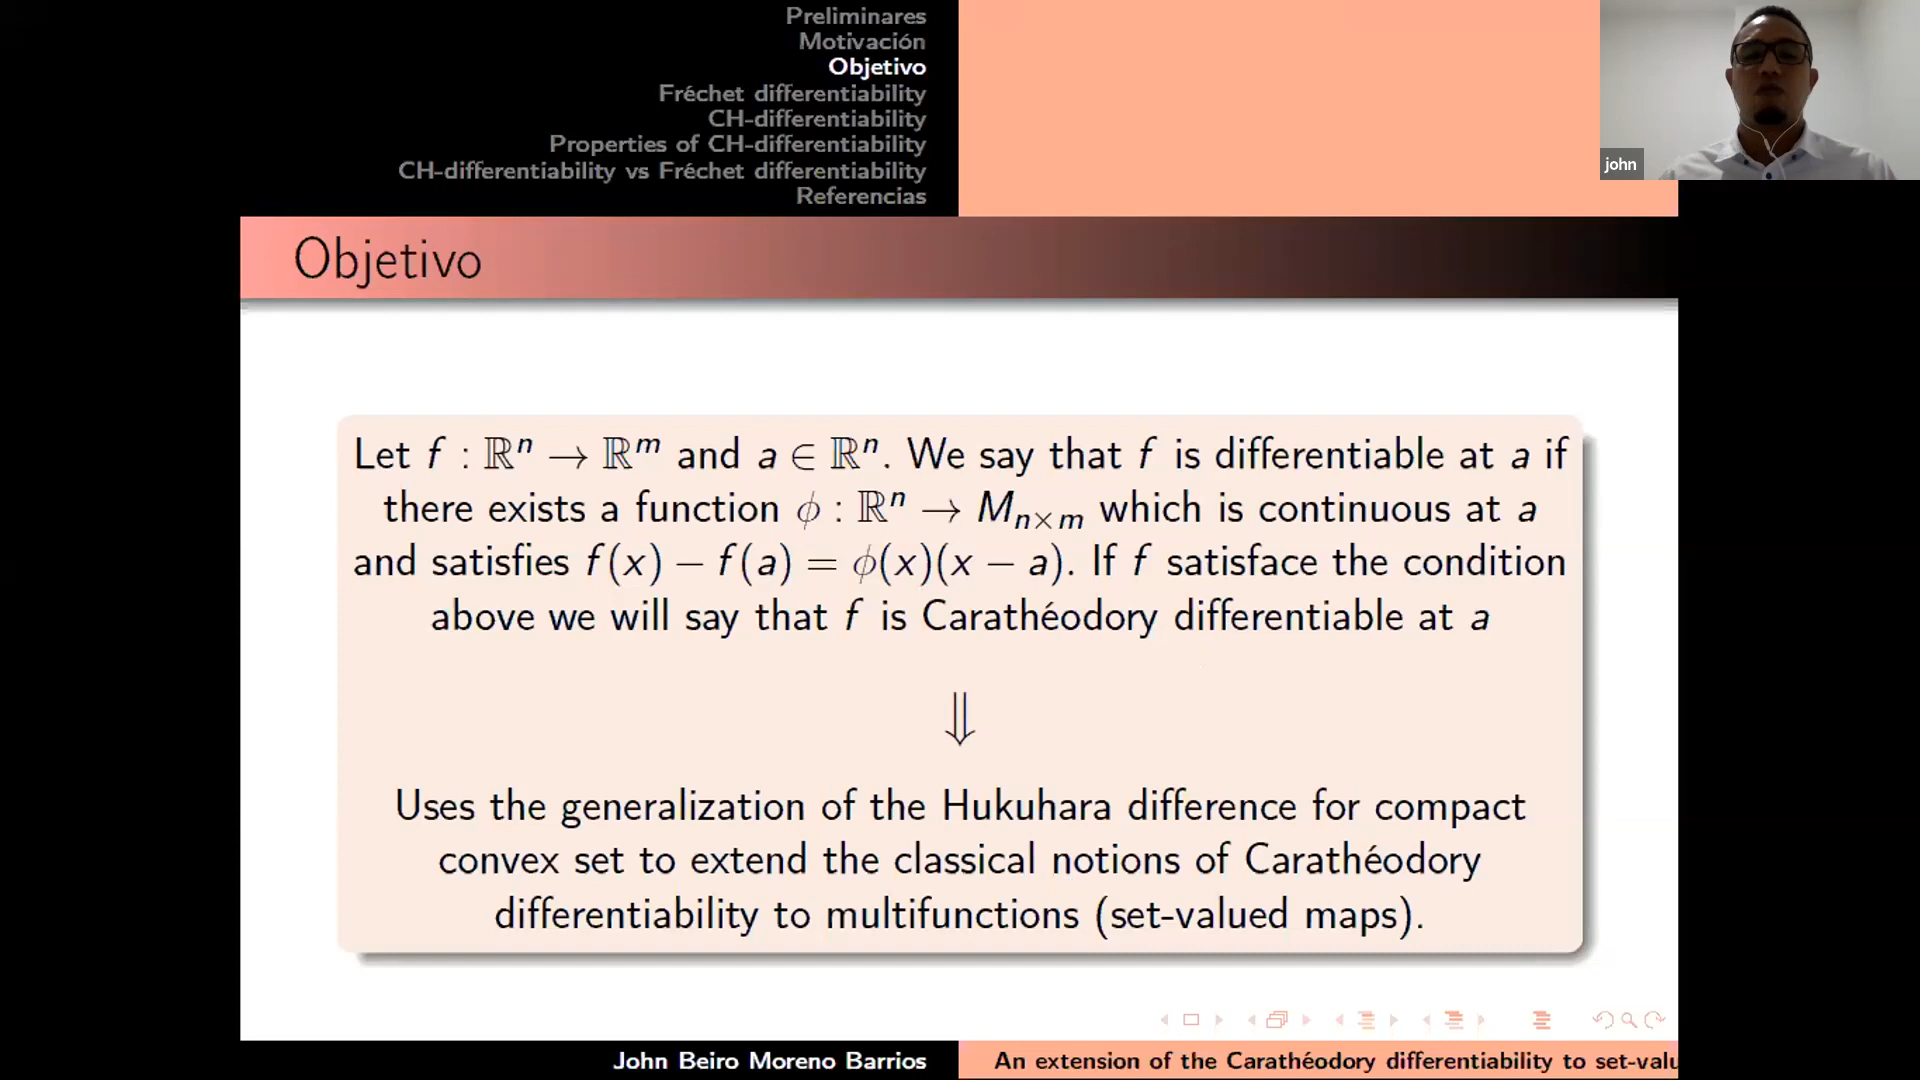 Preliminares
Motivación
Objetivo
Fréchet differentiability
CH-differentiability
Properties of CH-differentiability
CH-differentiability vs Fréchet differentiability
Referencias
john
Objetivo
Let f : ℝⁿ → ℝᵐ and a ∈ ℝⁿ. We say that f is differentiable at a if
there exists a function ϕ : ℝⁿ → Mₙ×ₘ which is continuous at a
and satisfies f(x) − f(a) = ϕ(x)(x − a). If f satisface the condition
above we will say that f is Carathéodory differentiable at a
⇓
Uses the generalization of the Hukuhara difference for compact
convex set to extend the classical notions of Carathéodory
differentiability to multifunctions (set-valued maps).
John Beiro Moreno Barrios
An extension of the Carathéodory differentiability to set-valu